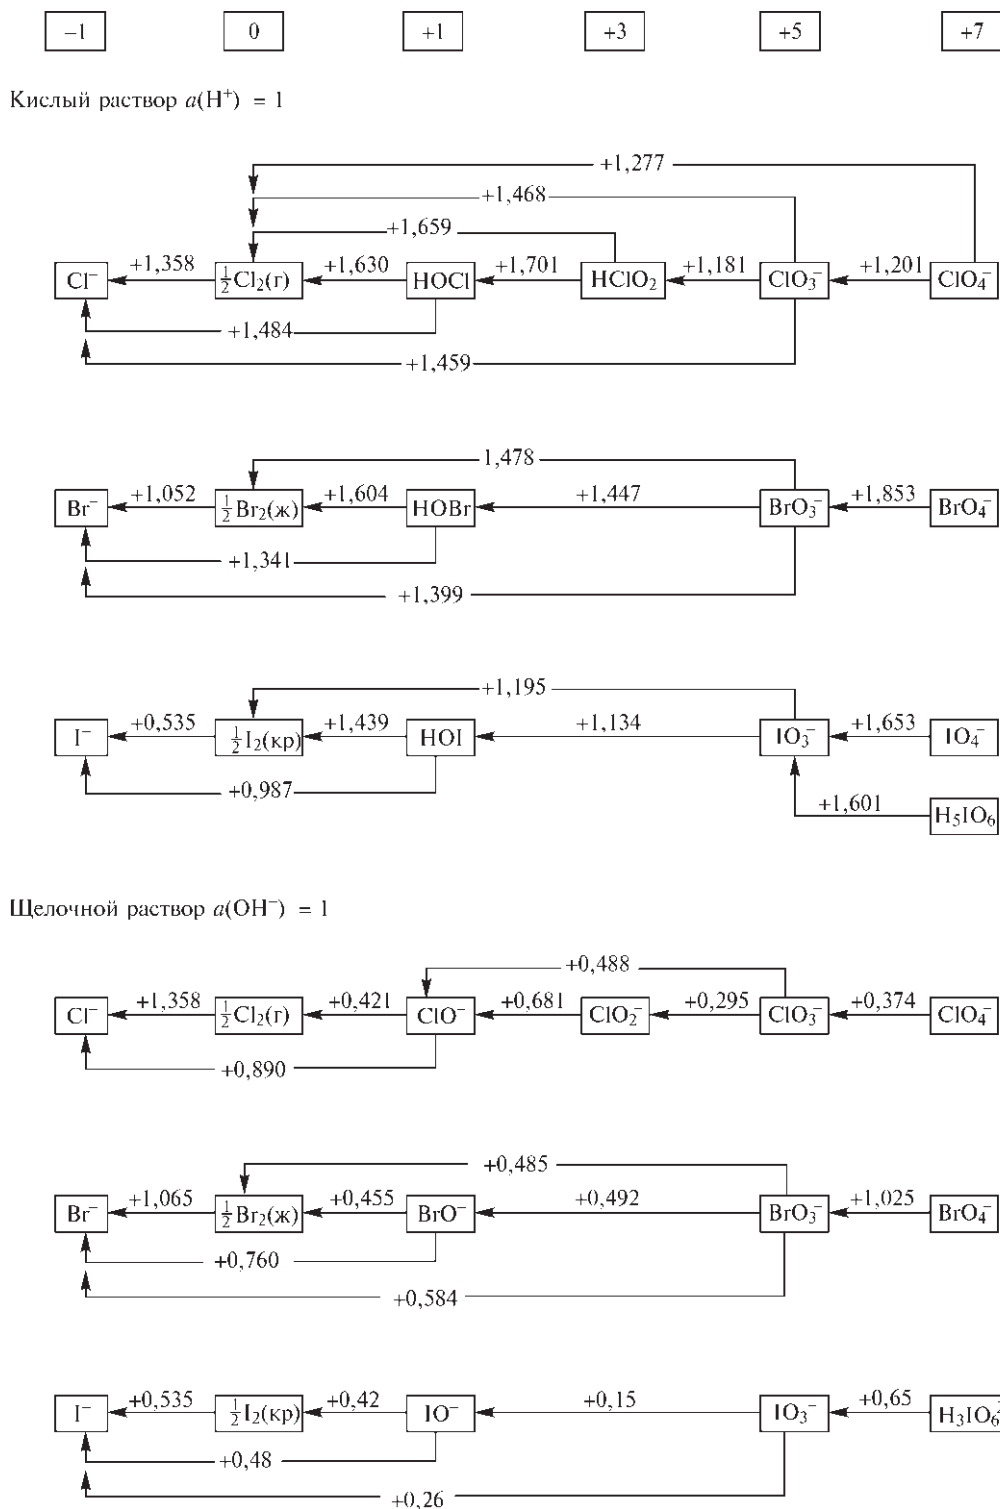 –1 0 +1 +3 +5 +7
Кислый раствор a(H⁺) = 1
+1,277
+1,468
+1,659
+1,358 +1,630 +1,701 +1,181 +1,201
Cl⁻ ½Cl₂(г) HOCl HClO₂ ClO₃⁻ ClO₄⁻
+1,484
+1,459
1,478
+1,052 +1,604 +1,447 +1,853
Br⁻ ½Br₂(ж) HOBr BrO₃⁻ BrO₄⁻
+1,341
+1,399
+1,195
+0,535 +1,439 +1,134 +1,653
I⁻ ½I₂(кр) HOI IO₃⁻ IO₄⁻
+0,987
+1,601
H₅IO₆
Щелочной раствор a(OH⁻) = 1
+0,488
+1,358 +0,421 +0,681 +0,295 +0,374
Cl⁻ ½Cl₂(г) ClO⁻ ClO₂⁻ ClO₃⁻ ClO₄⁻
+0,890
+0,485
+1,065 +0,455 +0,492 +1,025
Br⁻ ½Br₂(ж) BrO⁻ BrO₃⁻ BrO₄⁻
+0,760
+0,584
+0,535 +0,42 +0,15 +0,65
I⁻ ½I₂(кр) IO⁻ IO₃⁻ H₃IO₆²
+0,48
+0,26